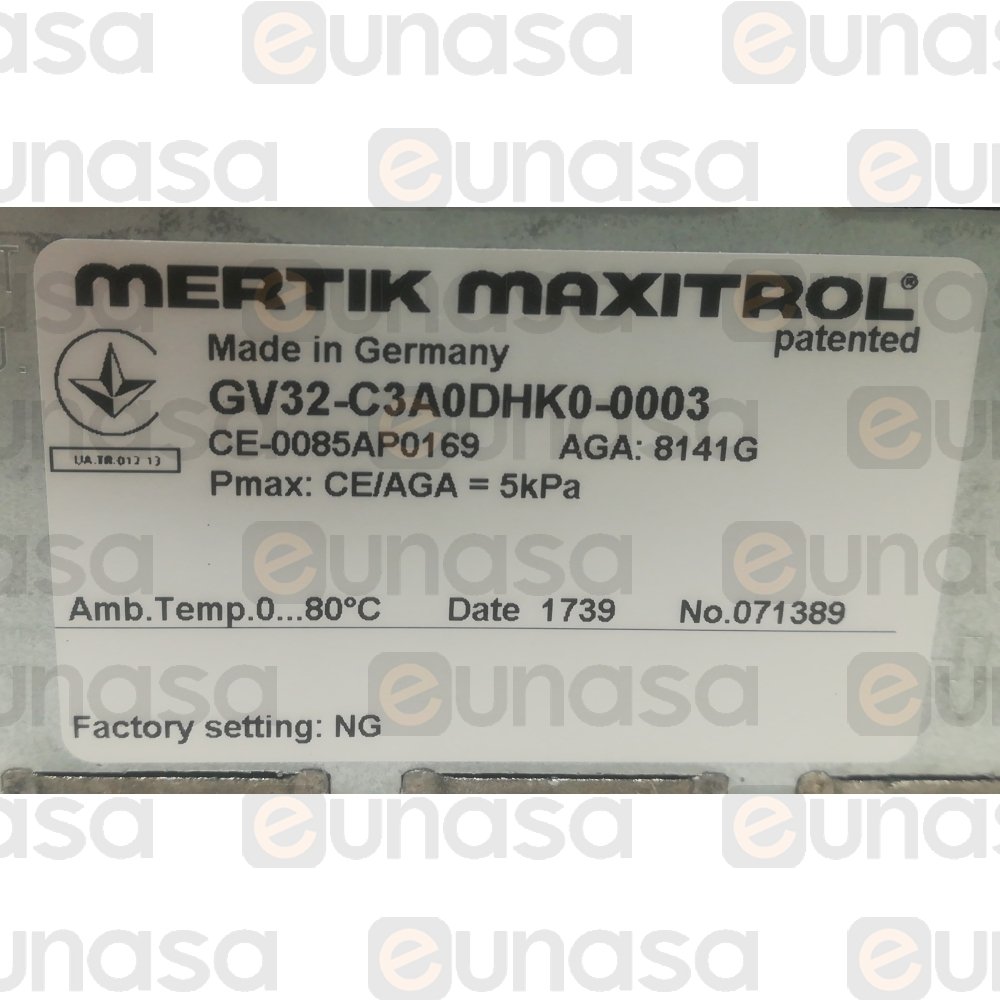 MERTIK MAXITROL®
patented
Made in Germany
GV32-C3A0DHK0-0003
CE-0085AP0169 AGA: 8141G
UA.TR.012 13
Pmax: CE/AGA = 5kPa
Amb.Temp.0...80°C Date 1739 No.071389
Factory setting: NG
eunasa